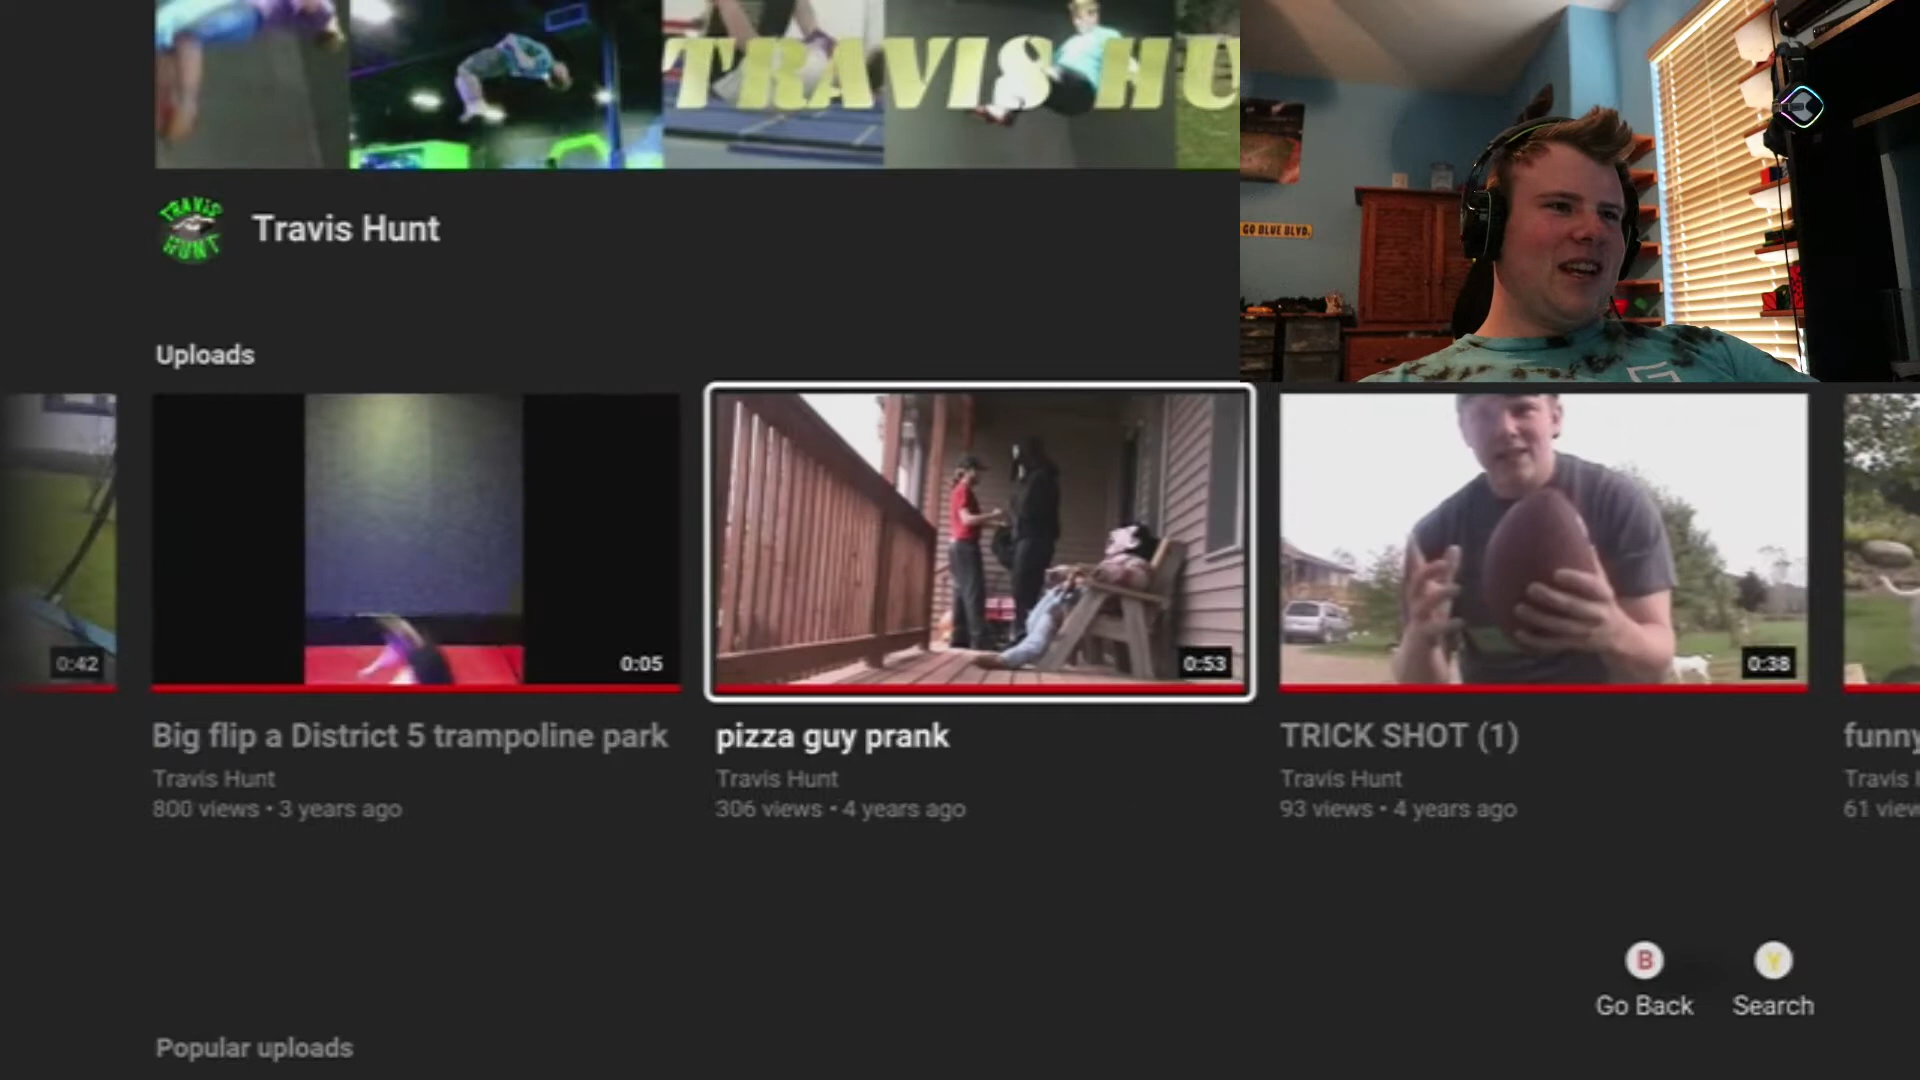 TRAVIS HU
GO BLUE BLVD.
TRAVIS
HUNT
Travis Hunt
Uploads
0:42
0:05
0:53
0:38
Big flip a District 5 trampoline park
Travis Hunt
800 views • 3 years ago
pizza guy prank
Travis Hunt
306 views • 4 years ago
TRICK SHOT (1)
Travis Hunt
93 views • 4 years ago
funny
Travis H
61 view
B
Go Back
Y
Search
Popular uploads